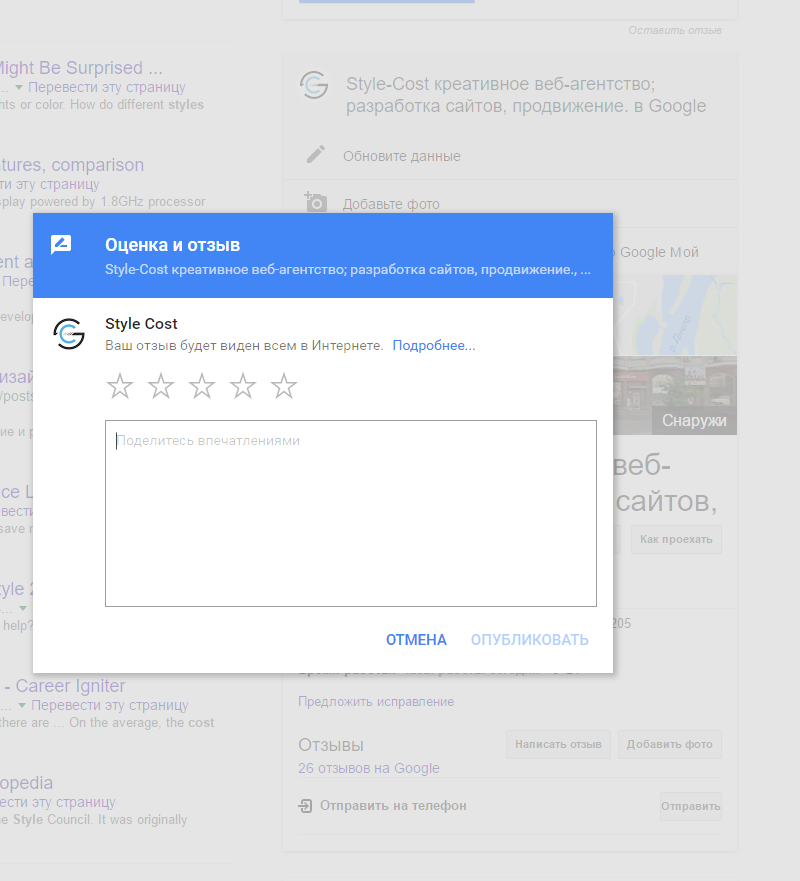 Оставить отзыв
Might Be Surprised ...
... Перевести эту страницу
hts or color. How do different styles
Style-Cost креативное веб-агентство;
разработка сайтов, продвижение. в Google
Обновите данные
Добавьте фото
tures, comparison
ти эту страницу
splay powered by 1.8GHz processor
Оценка и отзыв
Style-Cost креативное веб-агентство; разработка сайтов, продвижение., ...
Google Мой
Style Cost
Ваш отзыв будет виден всем в Интернете. Подробнее...
Поделитесь впечатлениями
ОТМЕНА ОПУБЛИКОВАТЬ
р. Днепр
Снаружи
веб-
сайтов,
Как проехать
205
ent a
Пере
evelop
изай
/posts
ие и р
ce L
вести
save m
tyle 2
...
help?
- Career Igniter
... Перевести эту страницу
there are ... On the average, the cost
opedia
ести эту страницу
e Style Council. It was originally
Предложить исправление
Отзывы
Написать отзыв Добавить фото
26 отзывов на Google
Отправить на телефон Отправить